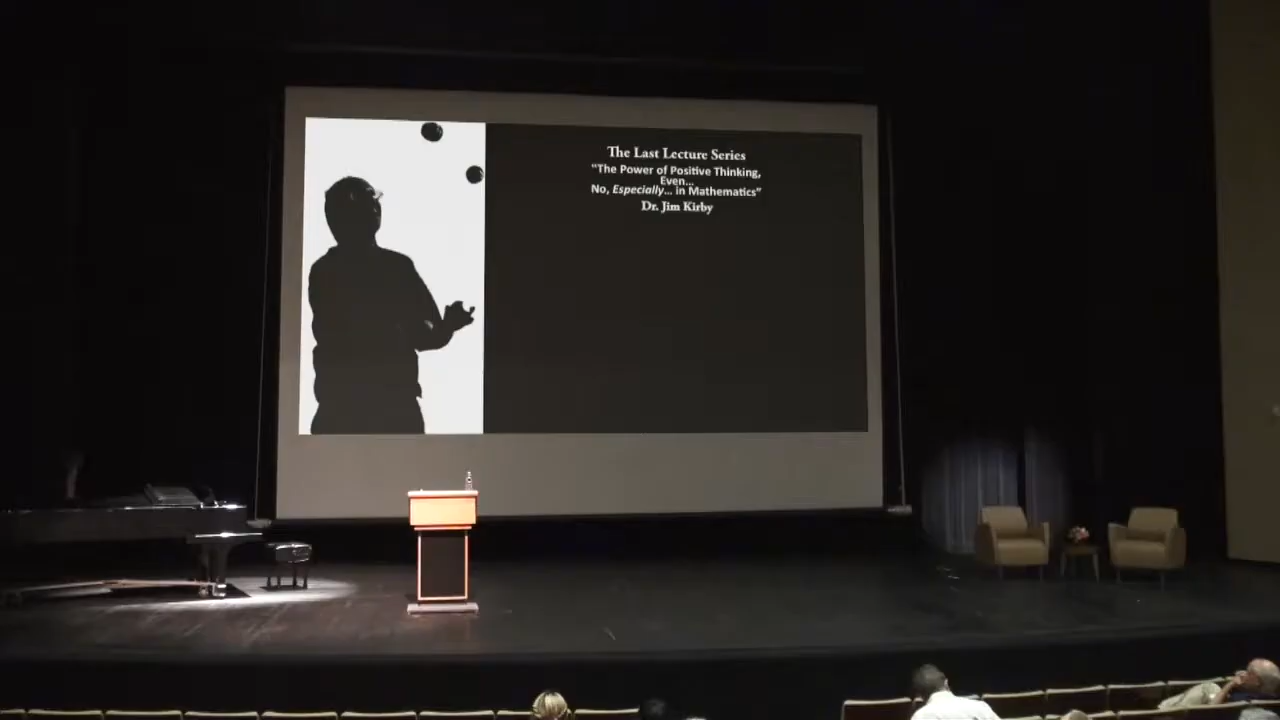 The Last Lecture Series
"The Power of Positive Thinking,
Even...
No, Especially... in Mathematics"
Dr. Jim Kirby